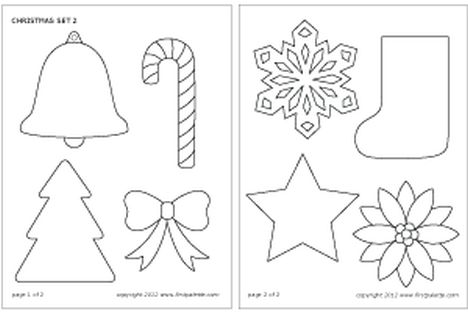 CHRISTMAS SET 2
page 1 of 2
copyright 2012 www.firstpalette.com
page 2 of 2
copyright 2012 www.firstpalette.com